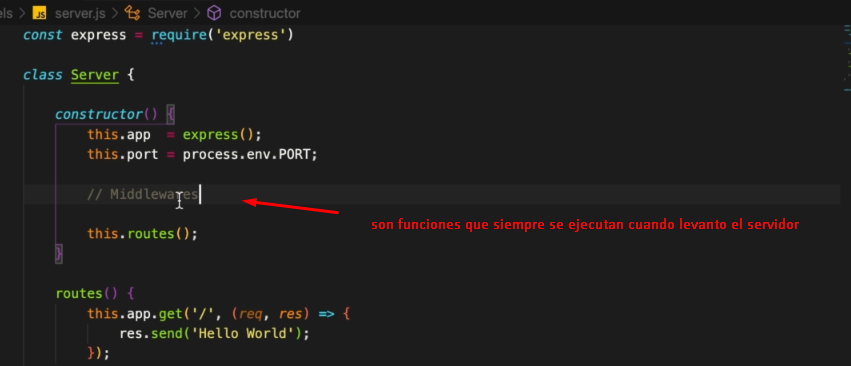 els > JS server.js > Server > constructor
const express = require('express')
class Server {
constructor() {
this.app = express();
this.port = process.env.PORT;
// Middlewares
son funciones que siempre se ejecutan cuando levanto el servidor
this.routes();
}
routes() {
this.app.get('/', (req, res) => {
res.send('Hello World');
});